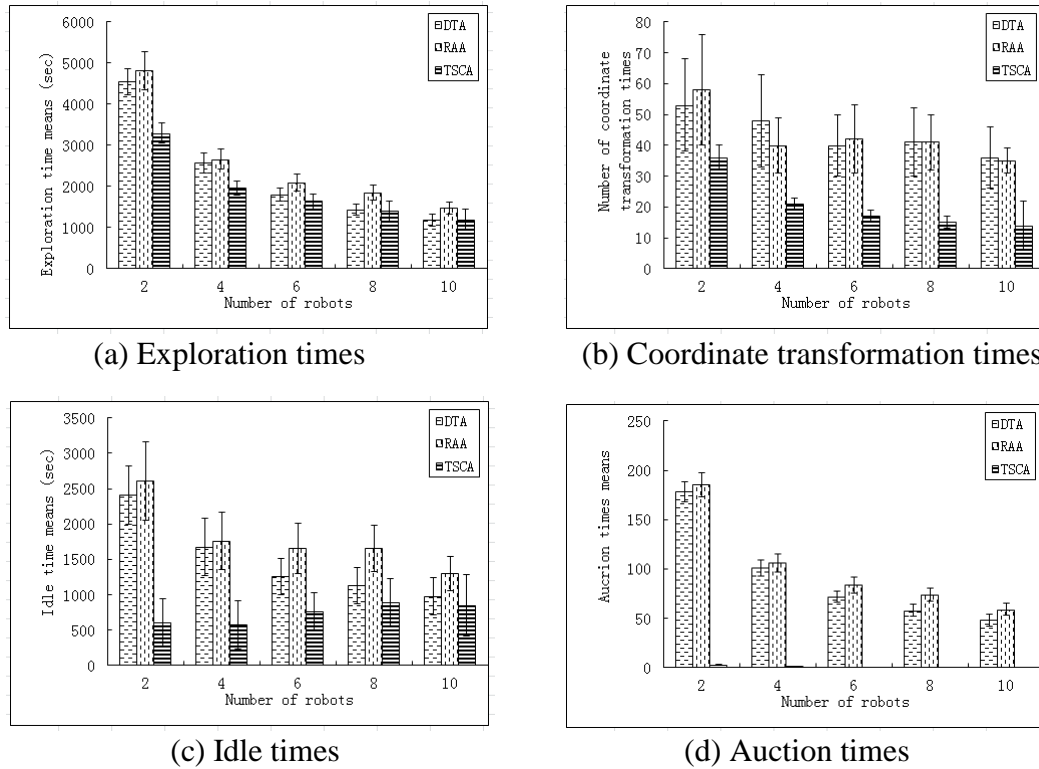 6000
5000
4000
3000
2000
1000
0
Exploration time means (sec)
DTA
RAA
TSCA
2 4 6 8 10
Number of robots
(a) Exploration times
80
70
60
50
40
30
20
10
0
Number of coordinate
transformation times
DTA
RAA
TSCA
2 4 6 8 10
Number of robots
(b) Coordinate transformation times
3500
3000
2500
2000
1500
1000
500
0
Idle time means (sec)
DTA
RAA
TSCA
2 4 6 8 10
Number of robots
(c) Idle times
250
200
150
100
50
0
Aucrion times means
DTA
RAA
TSCA
2 4 6 8 10
Number of robots
(d) Auction times